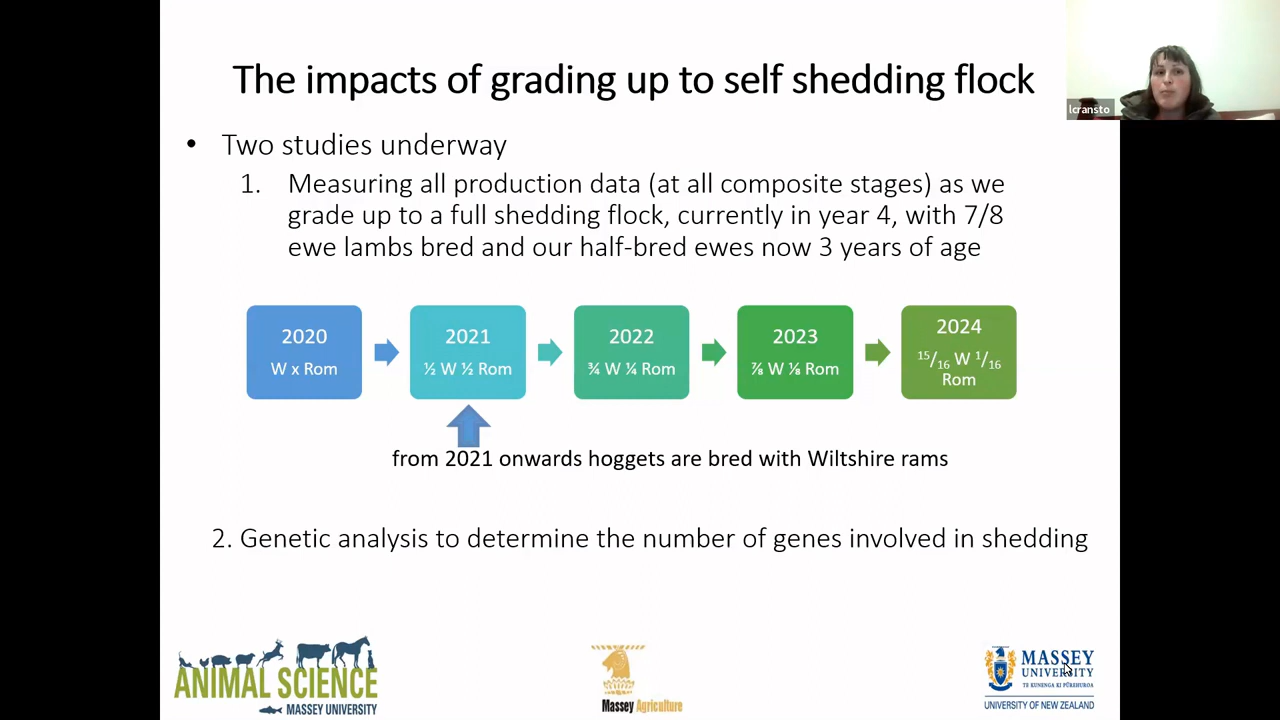 The impacts of grading up to self shedding flock
lcransto
• Two studies underway
1. Measuring all production data (at all composite stages) as we
grade up to a full shedding flock, currently in year 4, with 7/8
ewe lambs bred and our half-bred ewes now 3 years of age
2020
W x Rom
2021
½ W ½ Rom
2022
¾ W ¼ Rom
2023
⅞ W ⅛ Rom
2024
15/16 W 1/16
Rom
from 2021 onwards hoggets are bred with Wiltshire rams
2. Genetic analysis to determine the number of genes involved in shedding
ANIMAL SCIENCE
MASSEY UNIVERSITY
Massey Agriculture
MASSEY
UNIVERSITY
TE KUNENGA KI PŪREHUROA
UNIVERSITY OF NEW ZEALAND